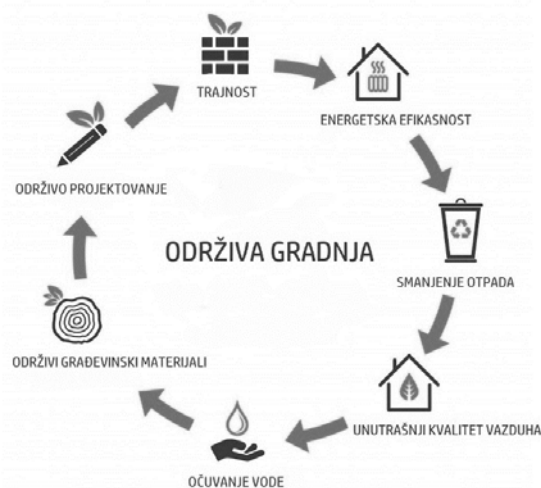 TRAJNOST
ENERGETSKA EFIKASNOST
ODRŽIVO PROJEKTOVANJE
ODRŽIVA GRADNJA
SMANJENJE OTPADA
ODRŽIVI GRAĐEVINSKI MATERIJALI
UNUTRAŠNJI KVALITET VAZDUHA
OČUVANJE VODE